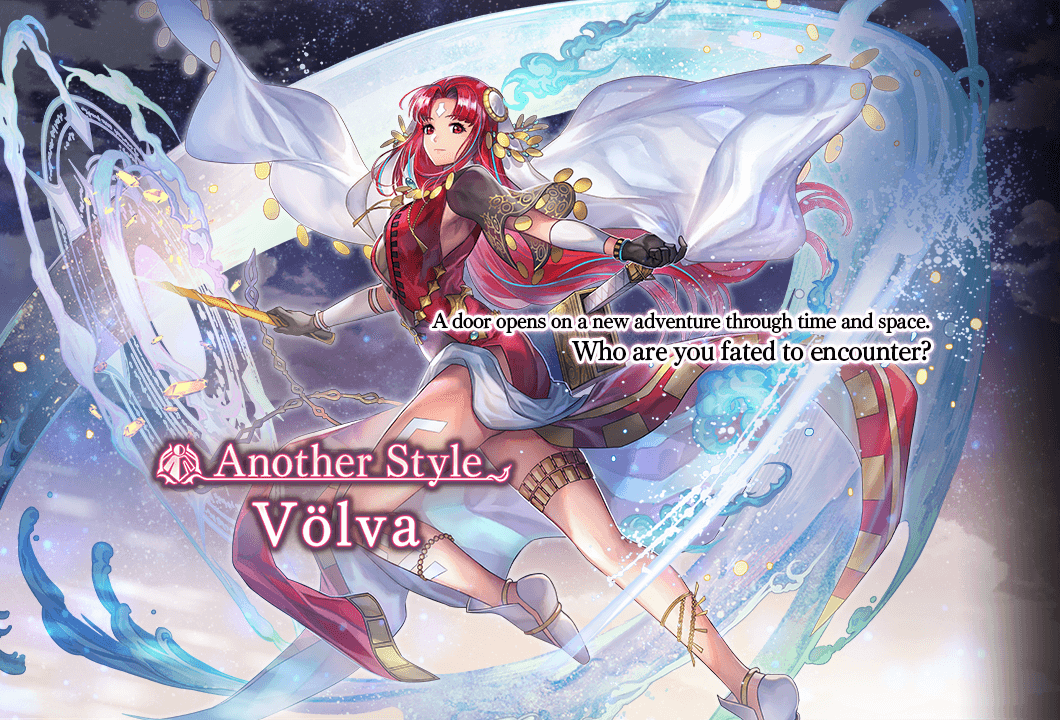 A door opens on a new adventure through time and space.
Who are you fated to encounter?
Another Style
Völva